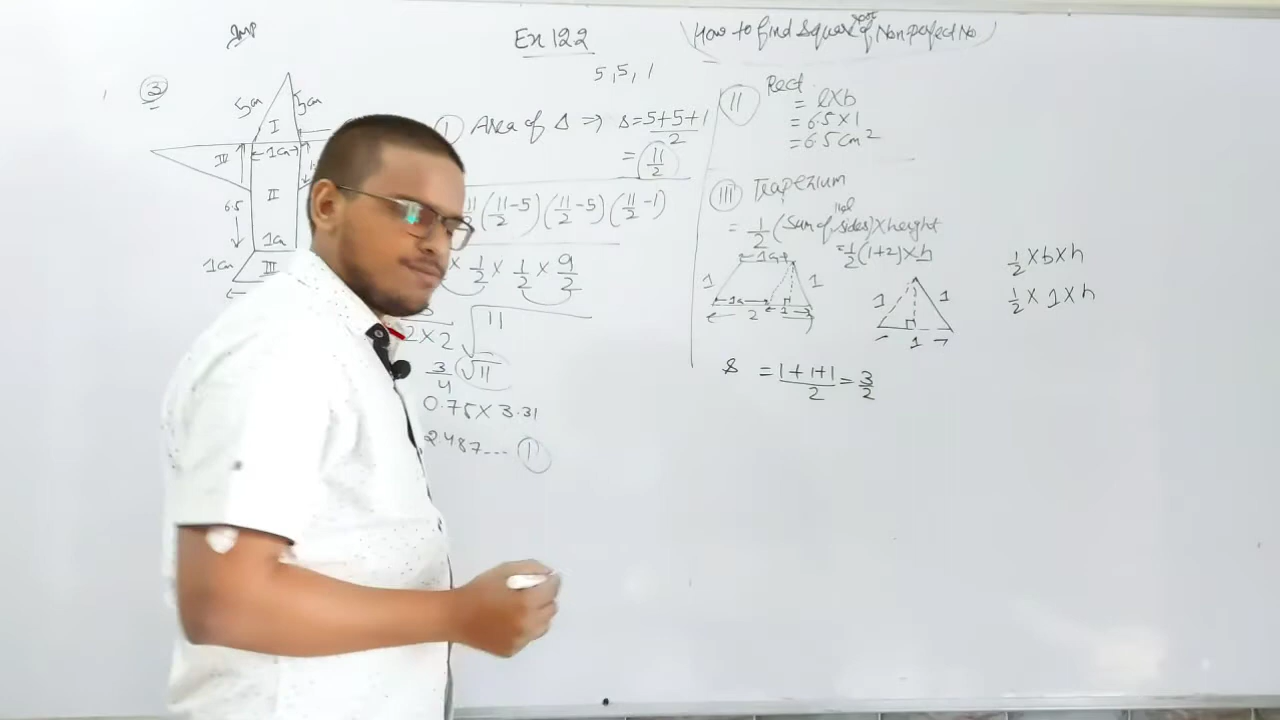 Imp
Ex 12.2
How to find Square root of Non perfect No
5, 5, 1
3
5cm
5cm
I
1cm
III
II
6.5
1cm
1cm
III
I Area of Δ ⇒ s = 5+5+1
2
= 11
2
11/2 (11/2 - 5) (11/2 - 5) (11/2 - 1)
× 1/2 × 1/2 × 9/2
2×2 √11
3/4 √11
0.75 × 3.31
2.487... I
II Rect
= l×b
= 6.5×1
= 6.5 cm²
III Trapezium
= 1/2 (Sum of ||el sides) × height
= 1/2 (1+2) × h
1cm
1
1
1cm
2
1
1
1
1
1/2 × b × h
1/2 × 1 × h
s = 1+1+1/2 = 3/2